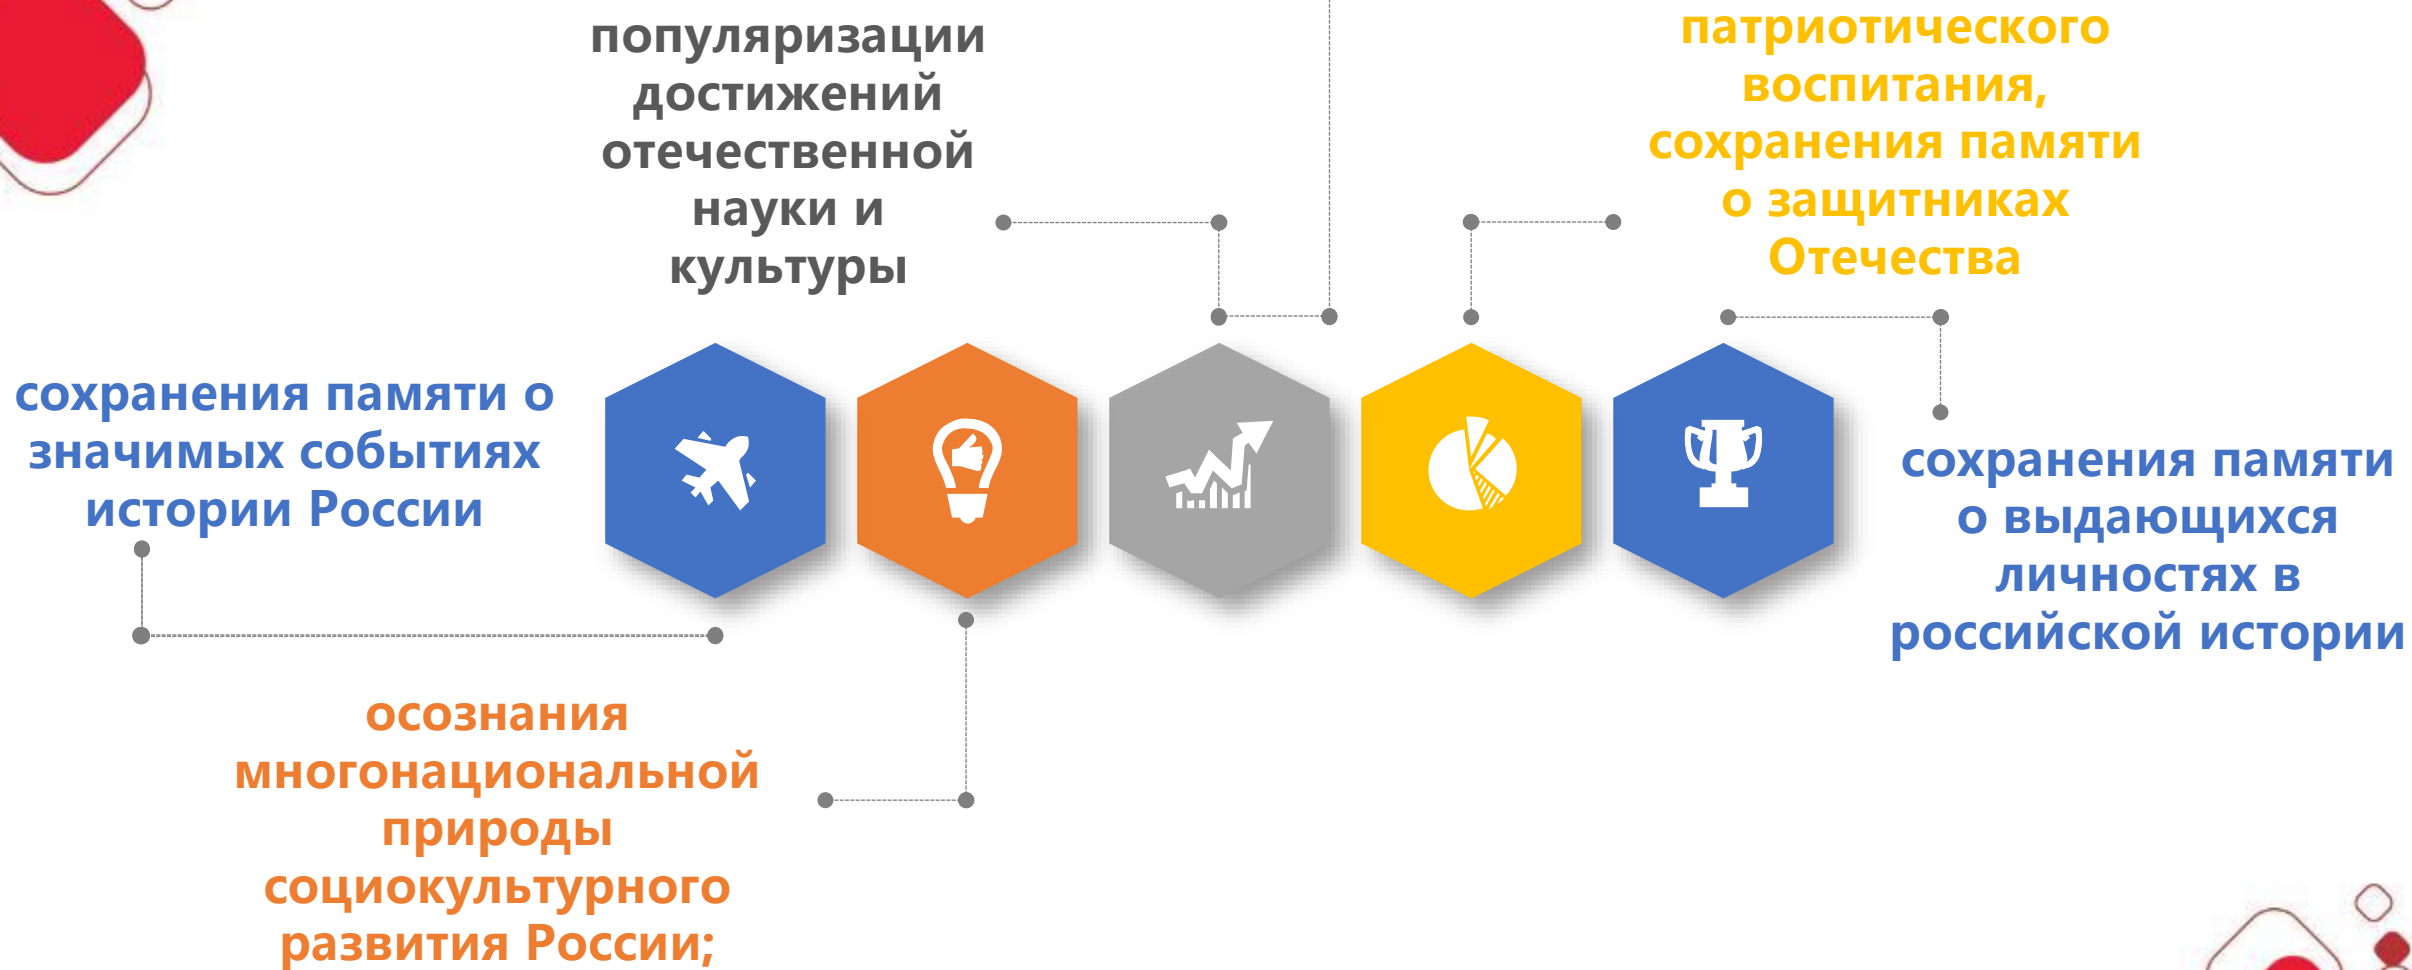 популяризации
достижений
отечественной
науки и
культуры
патриотического
воспитания,
сохранения памяти
о защитниках
Отечества
сохранения памяти о
значимых событиях
истории России
сохранения памяти
о выдающихся
личностях в
российской истории
осознания
многонациональной
природы
социокультурного
развития России;